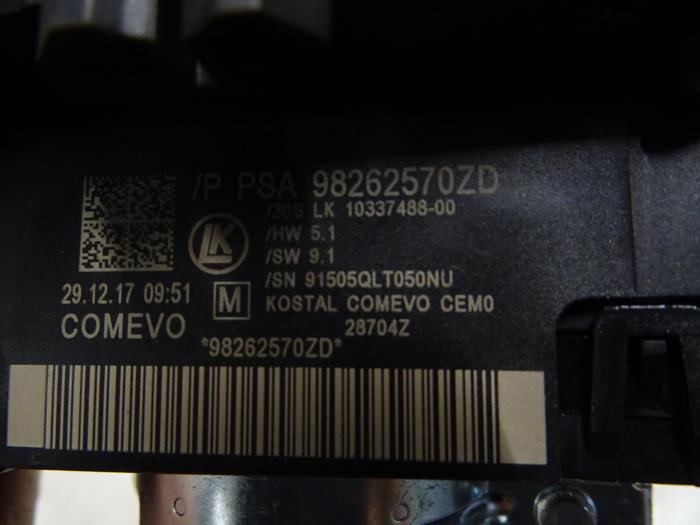 /P PSA 98262570ZD
/30S LK 10337488-00
LK
/HW 5.1
/SW 9.1
/SN 91505QLT050NU
29.12.17 09:51
M
KOSTAL COMEVO CEM0
COMEVO
28704Z
*98262570ZD*